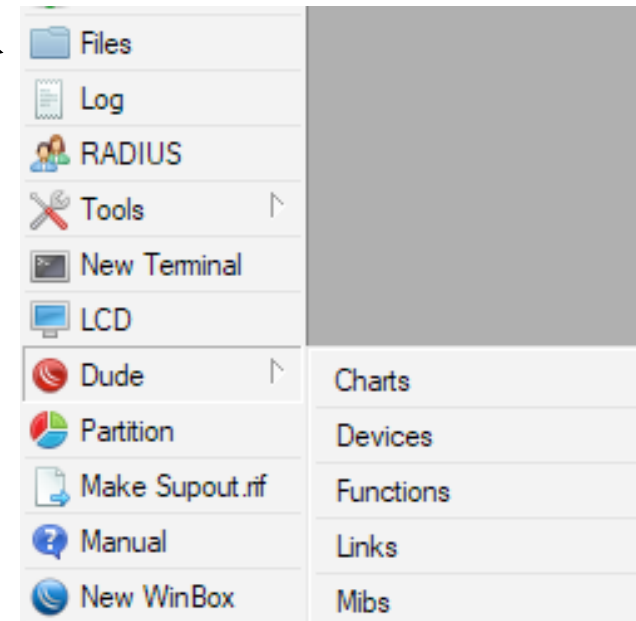 Files
Log
RADIUS
Tools
New Terminal
LCD
Dude
Partition
Make Supout.rif
Manual
New WinBox
Charts
Devices
Functions
Links
Mibs